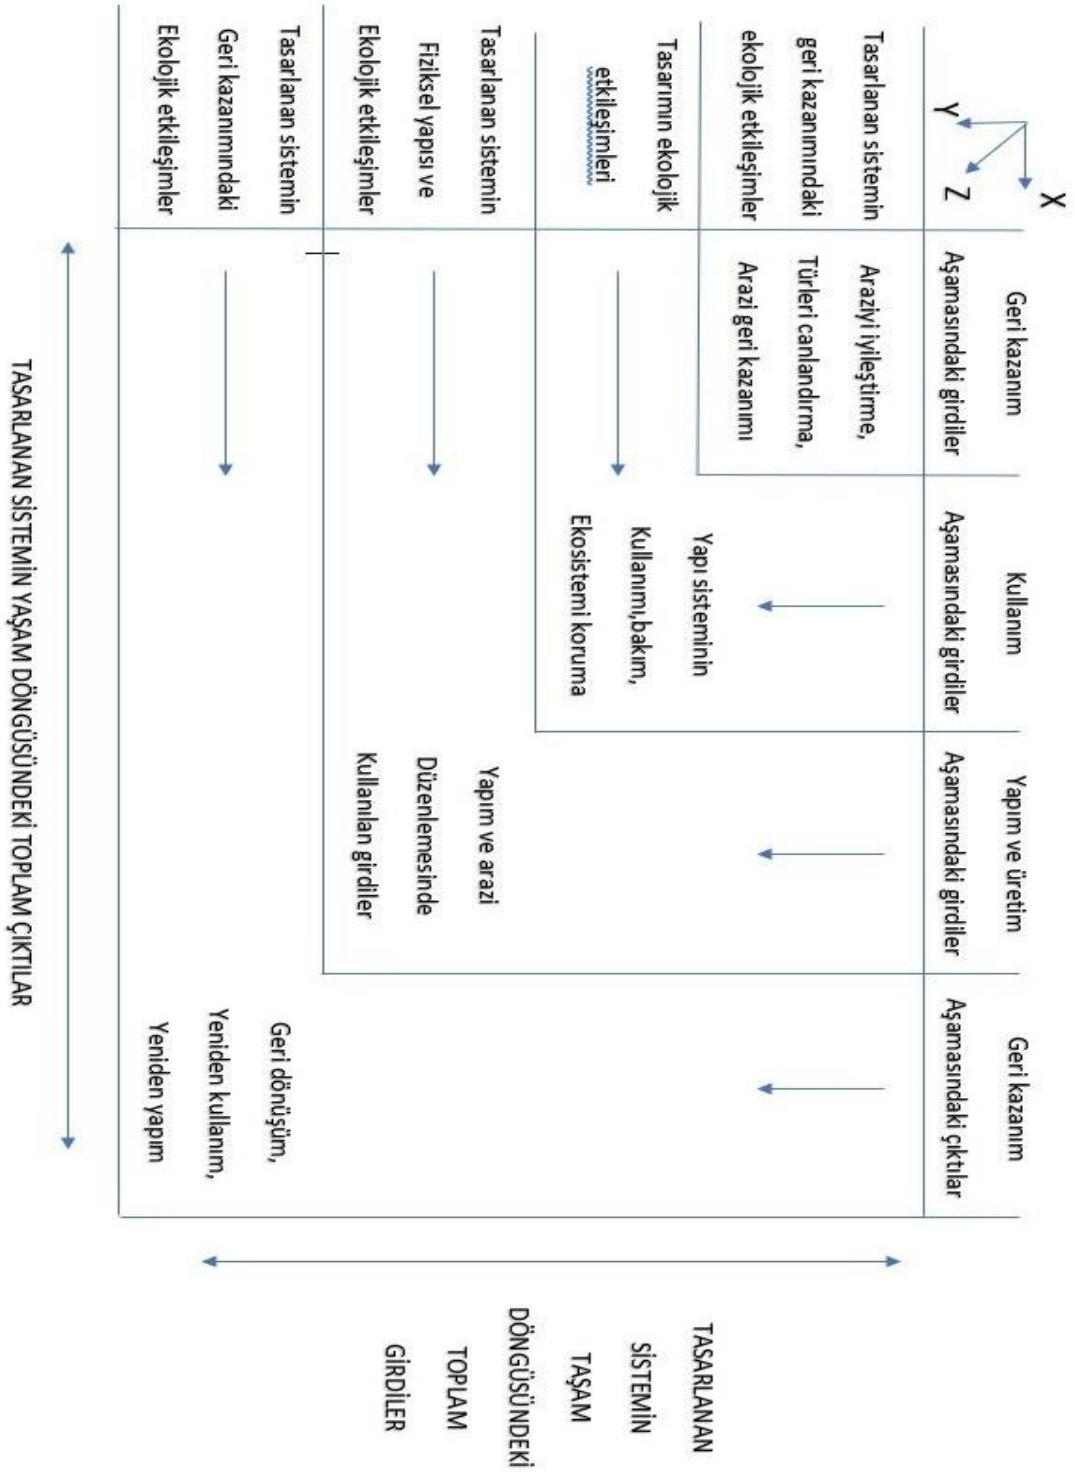 X
Y
Z
Geri kazanım
Aşamasındaki girdiler
Kullanım
Aşamasındaki girdiler
Yapım ve üretim
Aşamasındaki girdiler
Geri kazanım
Aşamasındaki çıktılar
Tasarlanan sistemin
geri kazanımındaki
ekolojik etkileşimler
Araziyi iyileştirme,
Türleri canlandırma,
Arazi geri kazanımı
Tasarımın ekolojik
etkileşimleri
Yapı sisteminin
Kullanımı,bakım,
Ekosistemi koruma
Tasarlanan sistemin
Fiziksel yapısı ve
Ekolojik etkileşimler
Yapım ve arazi
Düzenlemesinde
Kullanılan girdiler
Tasarlanan sistemin
Geri kazanımındaki
Ekolojik etkileşimler
Geri dönüşüm,
Yeniden kullanım,
Yeniden yapım
TASARLANAN
SİSTEMİN
TAŞAM
DÖNGÜSÜNDEKİ
TOPLAM
GİRDİLER
TASARLANAN SİSTEMİN YAŞAM DÖNGÜSÜNDEKİ TOPLAM ÇIKTILAR